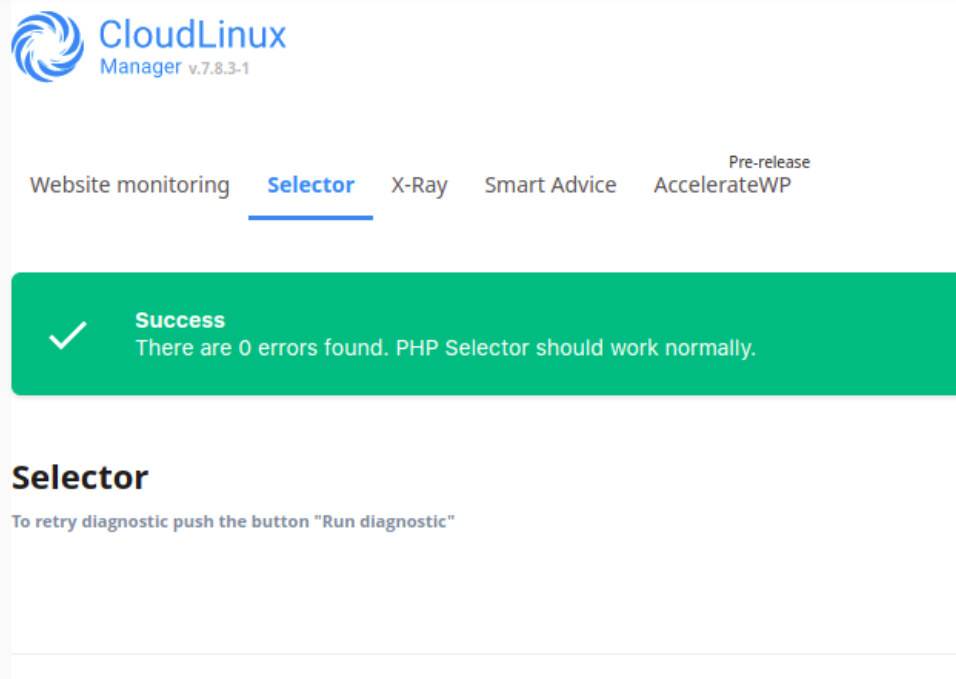 CloudLinux
Manager v.7.8.3-1
Pre-release
Website monitoring Selector X-Ray Smart Advice AccelerateWP
Success
There are 0 errors found. PHP Selector should work normally.
Selector
To retry diagnostic push the button "Run diagnostic"